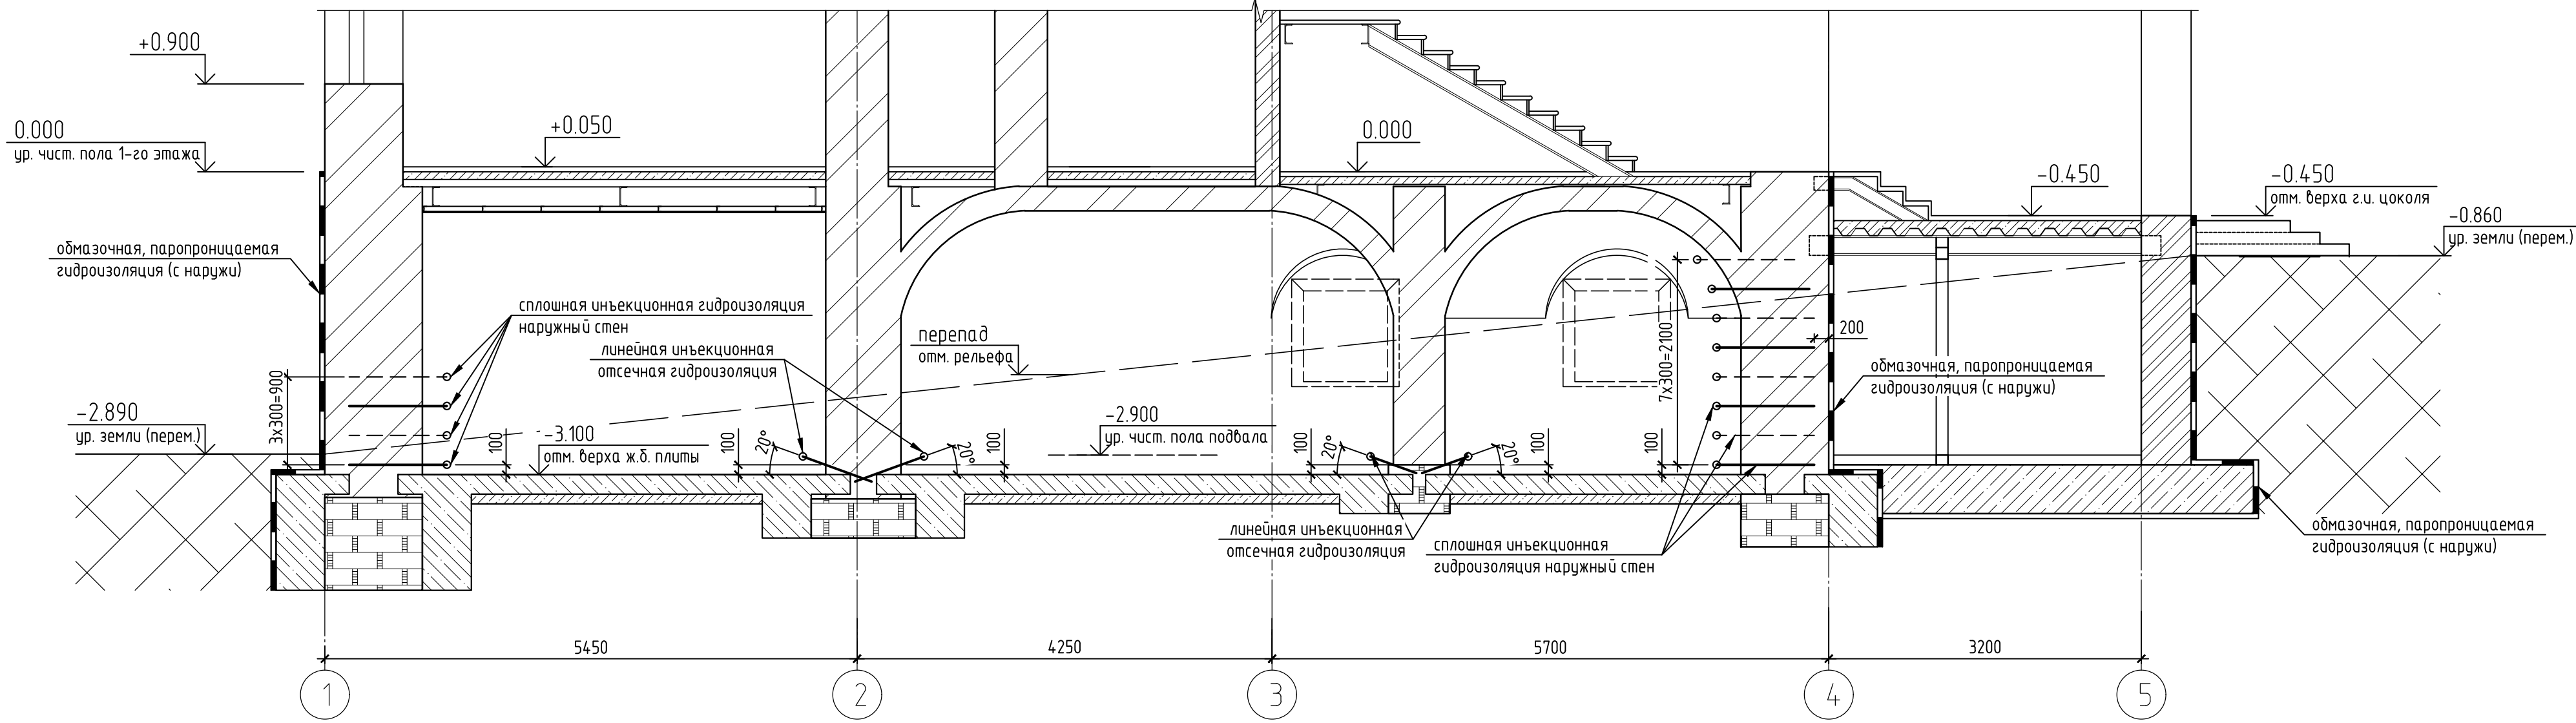 +0.900
0.000
ур. чист. пола 1-го этажа
+0.050
0.000
-0.450
-0.450
отм. верха г.и. цоколя
-0.860
ур. земли (перем.)
обмазочная, паропроницаемая
гидроизоляция (с наружи)
сплошная инъекционная гидроизоляция
наружный стен
линейная инъекционная
отсечная гидроизоляция
перепад
отм. рельефа
7х300=2100
200
обмазочная, паропроницаемая
гидроизоляция (с наружи)
3х300=900
-2.890
ур. земли (перем.)
100
-3.100
отм. верха ж.б. плиты
100
20°
20°
100
-2.900
ур. чист. пола подвала
100
20°
20°
100
100
линейная инъекционная
отсечная гидроизоляция
сплошная инъекционная
гидроизоляция наружный стен
обмазочная, паропроницаемая
гидроизоляция (с наружи)
5450
4250
5700
3200
1
2
3
4
5